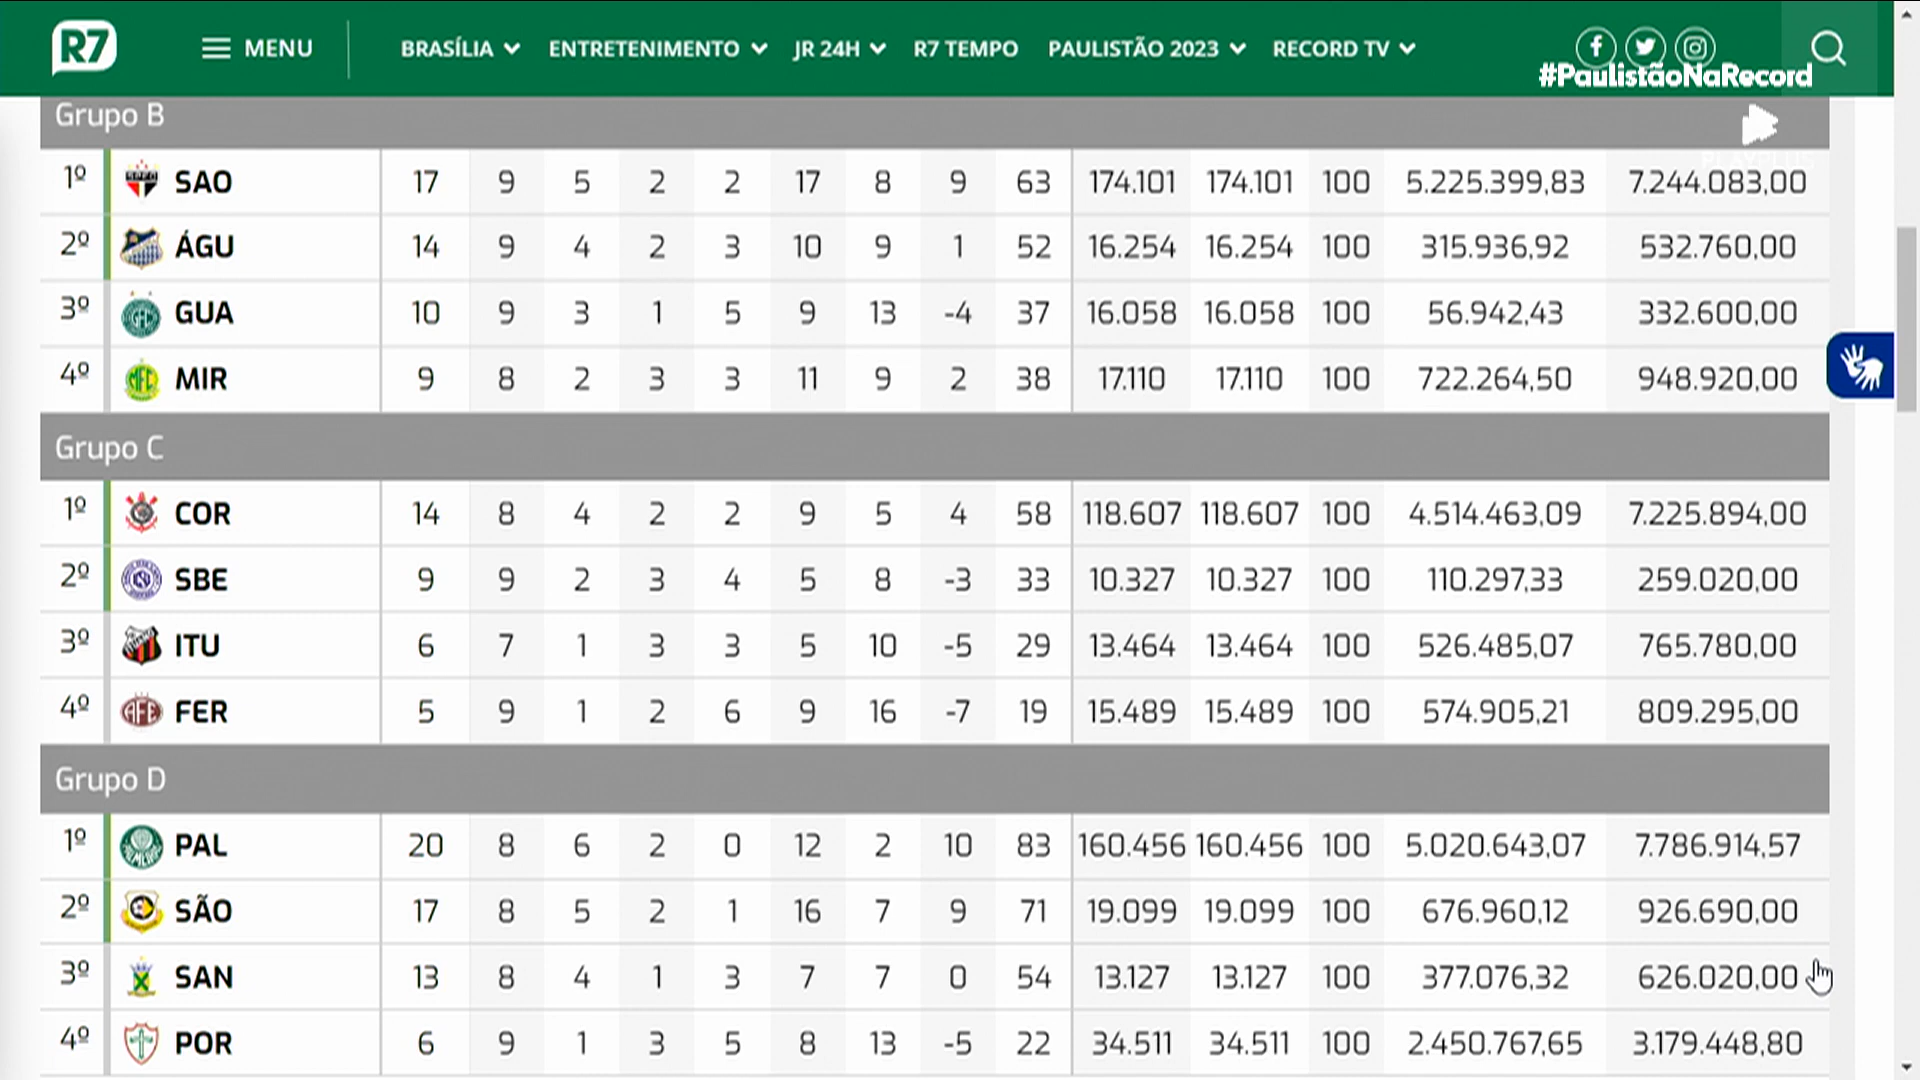 R7 MENU BRASÍLIA ENTRETENIMENTO JR 24H R7 TEMPO PAULISTÃO 2023 RECORD TV
#PaulistãoNaRecord
Grupo B
1º SAO 17 9 5 2 2 17 8 9 63 174.101 174.101 100 5.225.399,83 7.244.083,00
2º ÁGU 14 9 4 2 3 10 9 1 52 16.254 16.254 100 315.936,92 532.760,00
3º GUA 10 9 3 1 5 9 13 -4 37 16.058 16.058 100 56.942,43 332.600,00
4º MIR 9 8 2 3 3 11 9 2 38 17.110 17.110 100 722.264,50 948.920,00
Grupo C
1º COR 14 8 4 2 2 9 5 4 58 118.607 118.607 100 4.514.463,09 7.225.894,00
2º SBE 9 9 2 3 4 5 8 -3 33 10.327 10.327 100 110.297,33 259.020,00
3º ITU 6 7 1 3 3 5 10 -5 29 13.464 13.464 100 526.485,07 765.780,00
4º FER 5 9 1 2 6 9 16 -7 19 15.489 15.489 100 574.905,21 809.295,00
Grupo D
1º PAL 20 8 6 2 0 12 2 10 83 160.456 160.456 100 5.020.643,07 7.786.914,57
2º SÃO 17 8 5 2 1 16 7 9 71 19.099 19.099 100 676.960,12 926.690,00
3º SAN 13 8 4 1 3 7 7 0 54 13.127 13.127 100 377.076,32 626.020,00
4º POR 6 9 1 3 5 8 13 -5 22 34.511 34.511 100 2.450.767,65 3.179.448,80